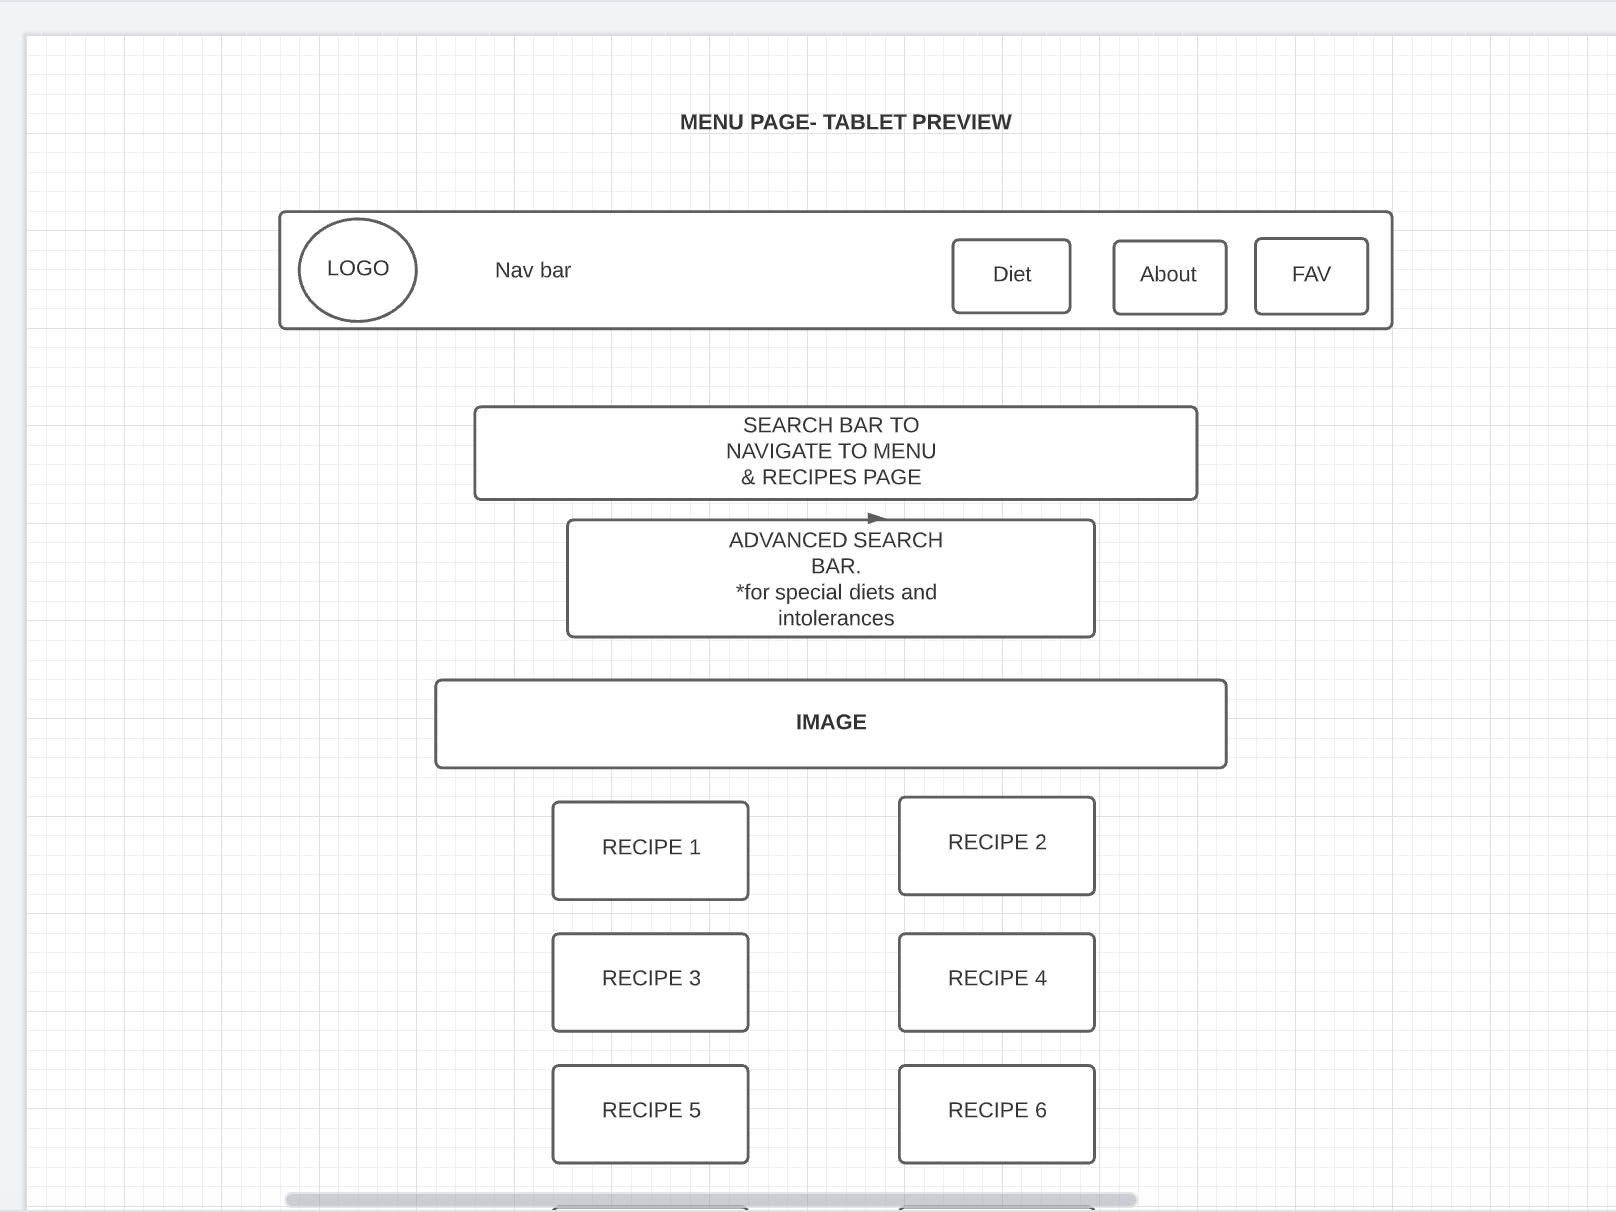 MENU PAGE- TABLET PREVIEW
LOGO
Nav bar
Diet
About
FAV
SEARCH BAR TO
NAVIGATE TO MENU
& RECIPES PAGE
ADVANCED SEARCH
BAR.
*for special diets and
intolerances
IMAGE
RECIPE 1
RECIPE 2
RECIPE 3
RECIPE 4
RECIPE 5
RECIPE 6